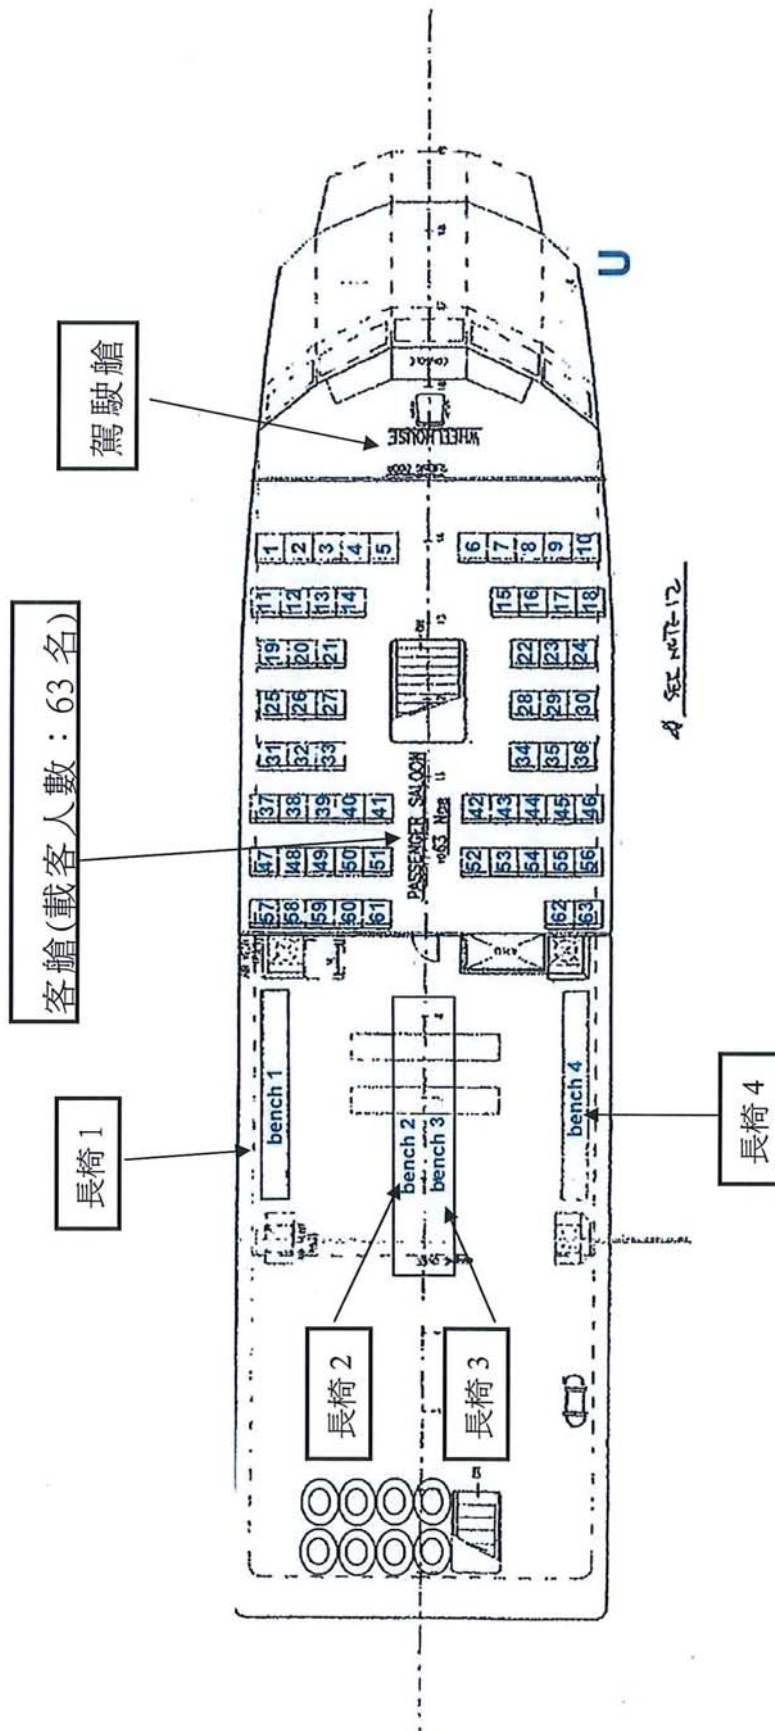 客艙(載客人數：63 名)
駕駛艙
長椅 1
長椅 2
長椅 3
長椅 4
WHEELHOUSE
PASSENGER SALOON
63 Nos
1 2 3 4 5
6 7 8 9 10
11 12 13 14
15 16 17 18
19 20 21
22 23 24
25 26 27
28 29 30
31 32 33
34 35 36
37 38 39 40 41
42 43 44 45 46
47 48 49 50 51
52 53 54 55 56
57 58 59 60 61
62 63
AHU
bench 1
bench 2
bench 3
bench 4
U
SEE NOTE-12